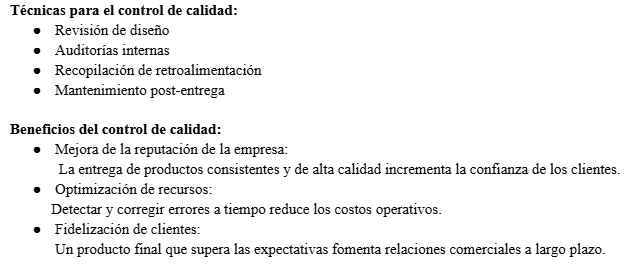 Técnicas para el control de calidad:
● Revisión de diseño
● Auditorías internas
● Recopilación de retroalimentación
● Mantenimiento post-entrega
Beneficios del control de calidad:
● Mejora de la reputación de la empresa:
La entrega de productos consistentes y de alta calidad incrementa la confianza de los clientes.
● Optimización de recursos:
Detectar y corregir errores a tiempo reduce los costos operativos.
● Fidelización de clientes:
Un producto final que supera las expectativas fomenta relaciones comerciales a largo plazo.